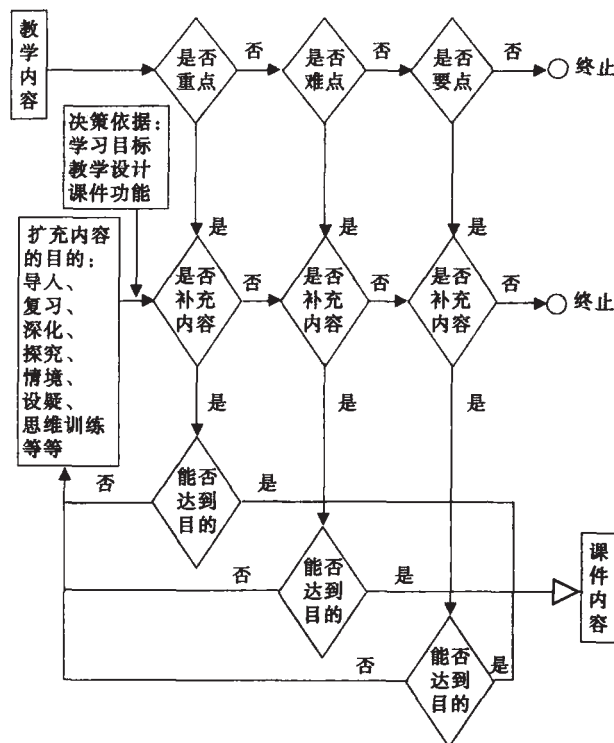 教学内容
是否
重点
否
是否
难点
否
是否
要点
否
终止
决策依据：
学习目标
教学设计
课件功能
是
是
是
扩充内容
的目的：
导人、
复习、
深化、
探究、
情境、
设疑、
思维训练
等等
是否
补充
内容
否
是否
补充
内容
否
是否
补充
内容
否
终止
是
是
是
否
能否
达到
目的
是
否
能否
达到
目的
是
课件内容
否
能否
达到
目的
是